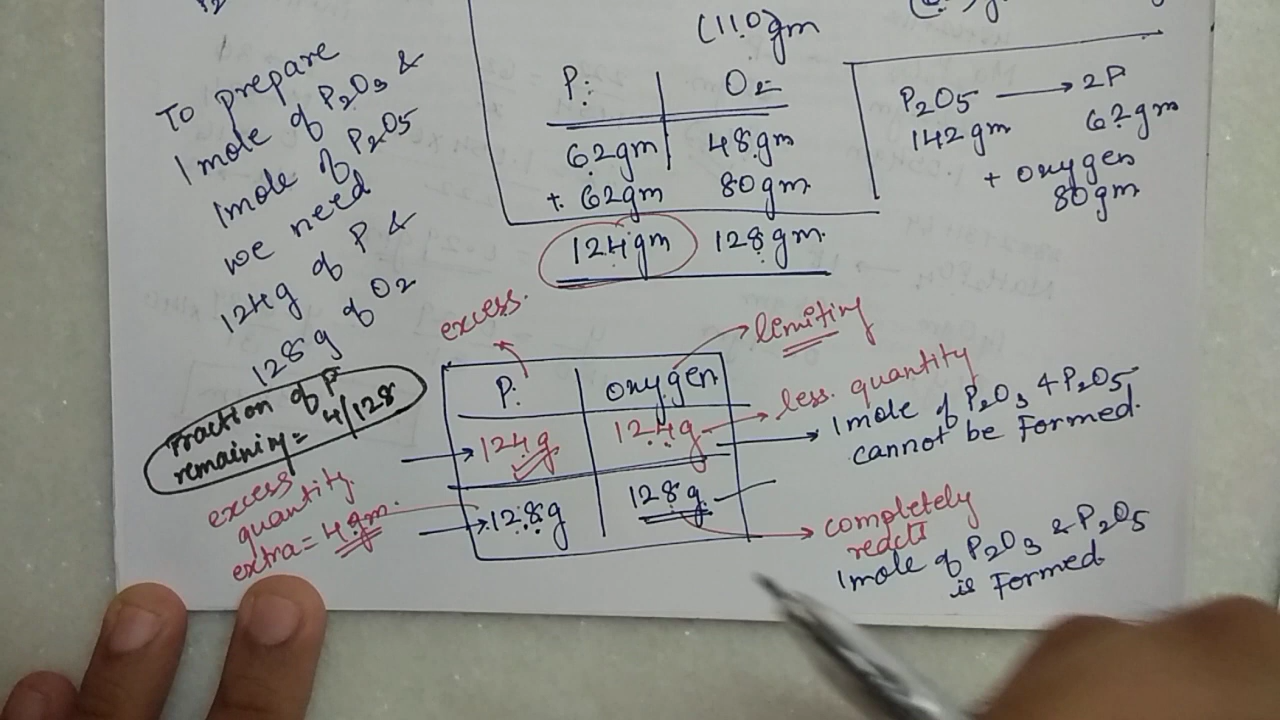 (110)gm
P:
O2
62gm
48gm
+ 62gm
80gm
124gm
128gm
P2O5 → 2P
142gm
62gm
+ oxygen
80gm
To prepare
1mole of P2O3 &
1mole of P2O5
we need
124g of P &
128g of O2
Fraction of P
remaining = 4/128
excess
quantity
extra = 4gm.
excess.
limiting
P.
oxygen
124g
124g
128g
128g
less. quantity
1mole of P2O3 & P2O5
cannot be Formed.
completely
react
1mole of P2O3 & P2O5
is Formed